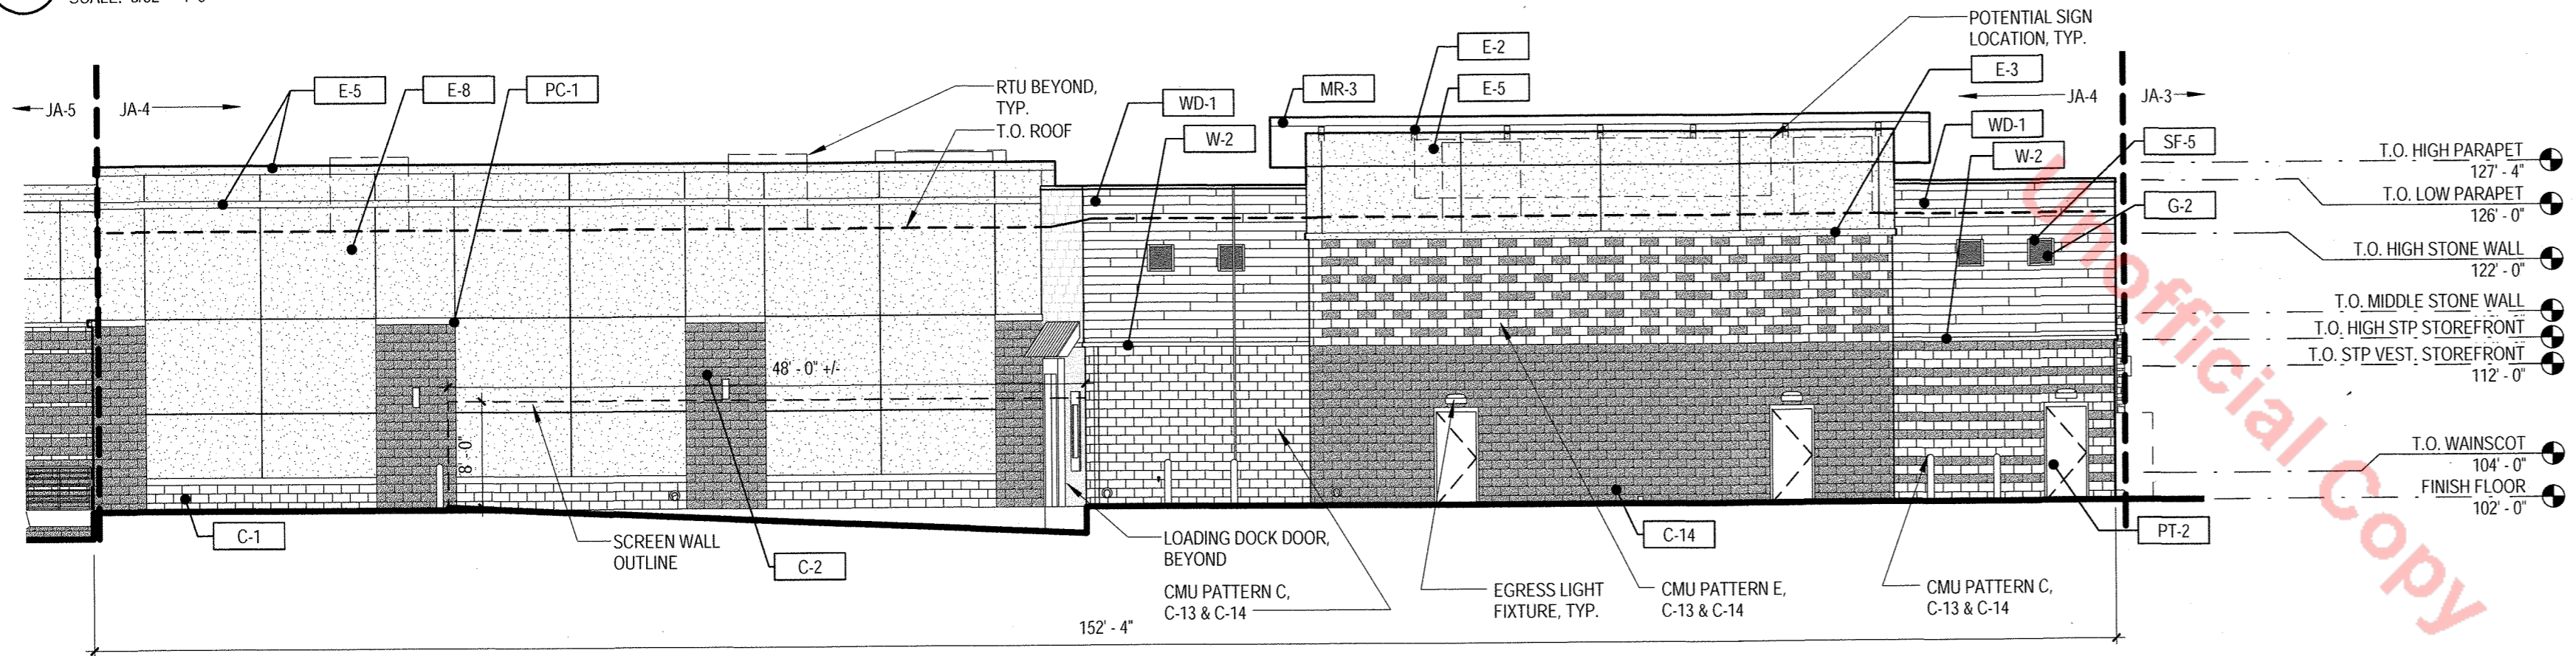 POTENTIAL SIGN
LOCATION, TYP.
E-2
E-3
E-5
E-8
PC-1
RTU BEYOND,
TYP.
T.O. ROOF
MR-3
E-5
WD-1
W-2
JA-5
JA-4
JA-4
JA-3
WD-1
SF-5
W-2
G-2
T.O. HIGH PARAPET
127' - 4"
T.O. LOW PARAPET
126' - 0"
T.O. HIGH STONE WALL
122' - 0"
T.O. MIDDLE STONE WALL
T.O. HIGH STP STOREFRONT
T.O. STP VEST. STOREFRONT
112' - 0"
T.O. WAINSCOT
104' - 0"
FINISH FLOOR
102' - 0"
48' - 0" +/-
8' - 0"
C-1
SCREEN WALL
OUTLINE
C-2
LOADING DOCK DOOR,
BEYOND
CMU PATTERN C,
C-13 & C-14
EGRESS LIGHT
FIXTURE, TYP.
C-14
CMU PATTERN E,
C-13 & C-14
CMU PATTERN C,
C-13 & C-14
PT-2
152' - 4"
Unofficial Copy